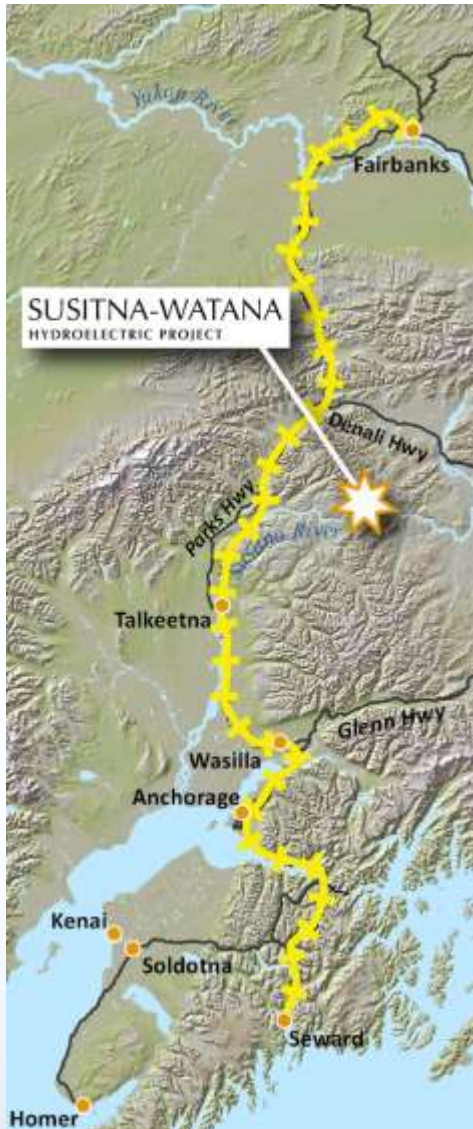 Yukon River
Fairbanks
SUSITNA-WATANA
HYDROELECTRIC PROJECT
Denali Hwy
Parks Hwy
Susitna River
Talkeetna
Glenn Hwy
Wasilla
Anchorage
Kenai
Soldotna
Seward
Homer